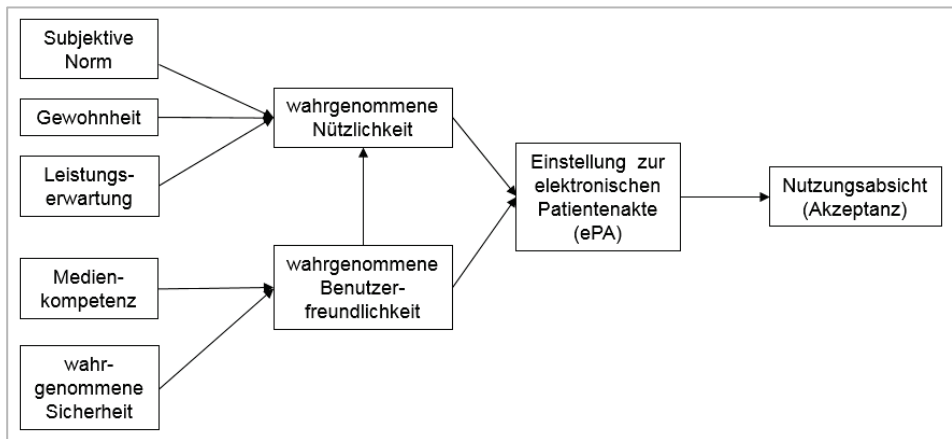 Subjektive
Norm
Gewohnheit
Leistungs-
erwartung
Medien-
kompetenz
wahr-
genommene
Sicherheit
wahrgenommene
Nützlichkeit
wahrgenommene
Benutzer-
freundlichkeit
Einstellung zur
elektronischen
Patientenakte
(ePA)
Nutzungsabsicht
(Akzeptanz)